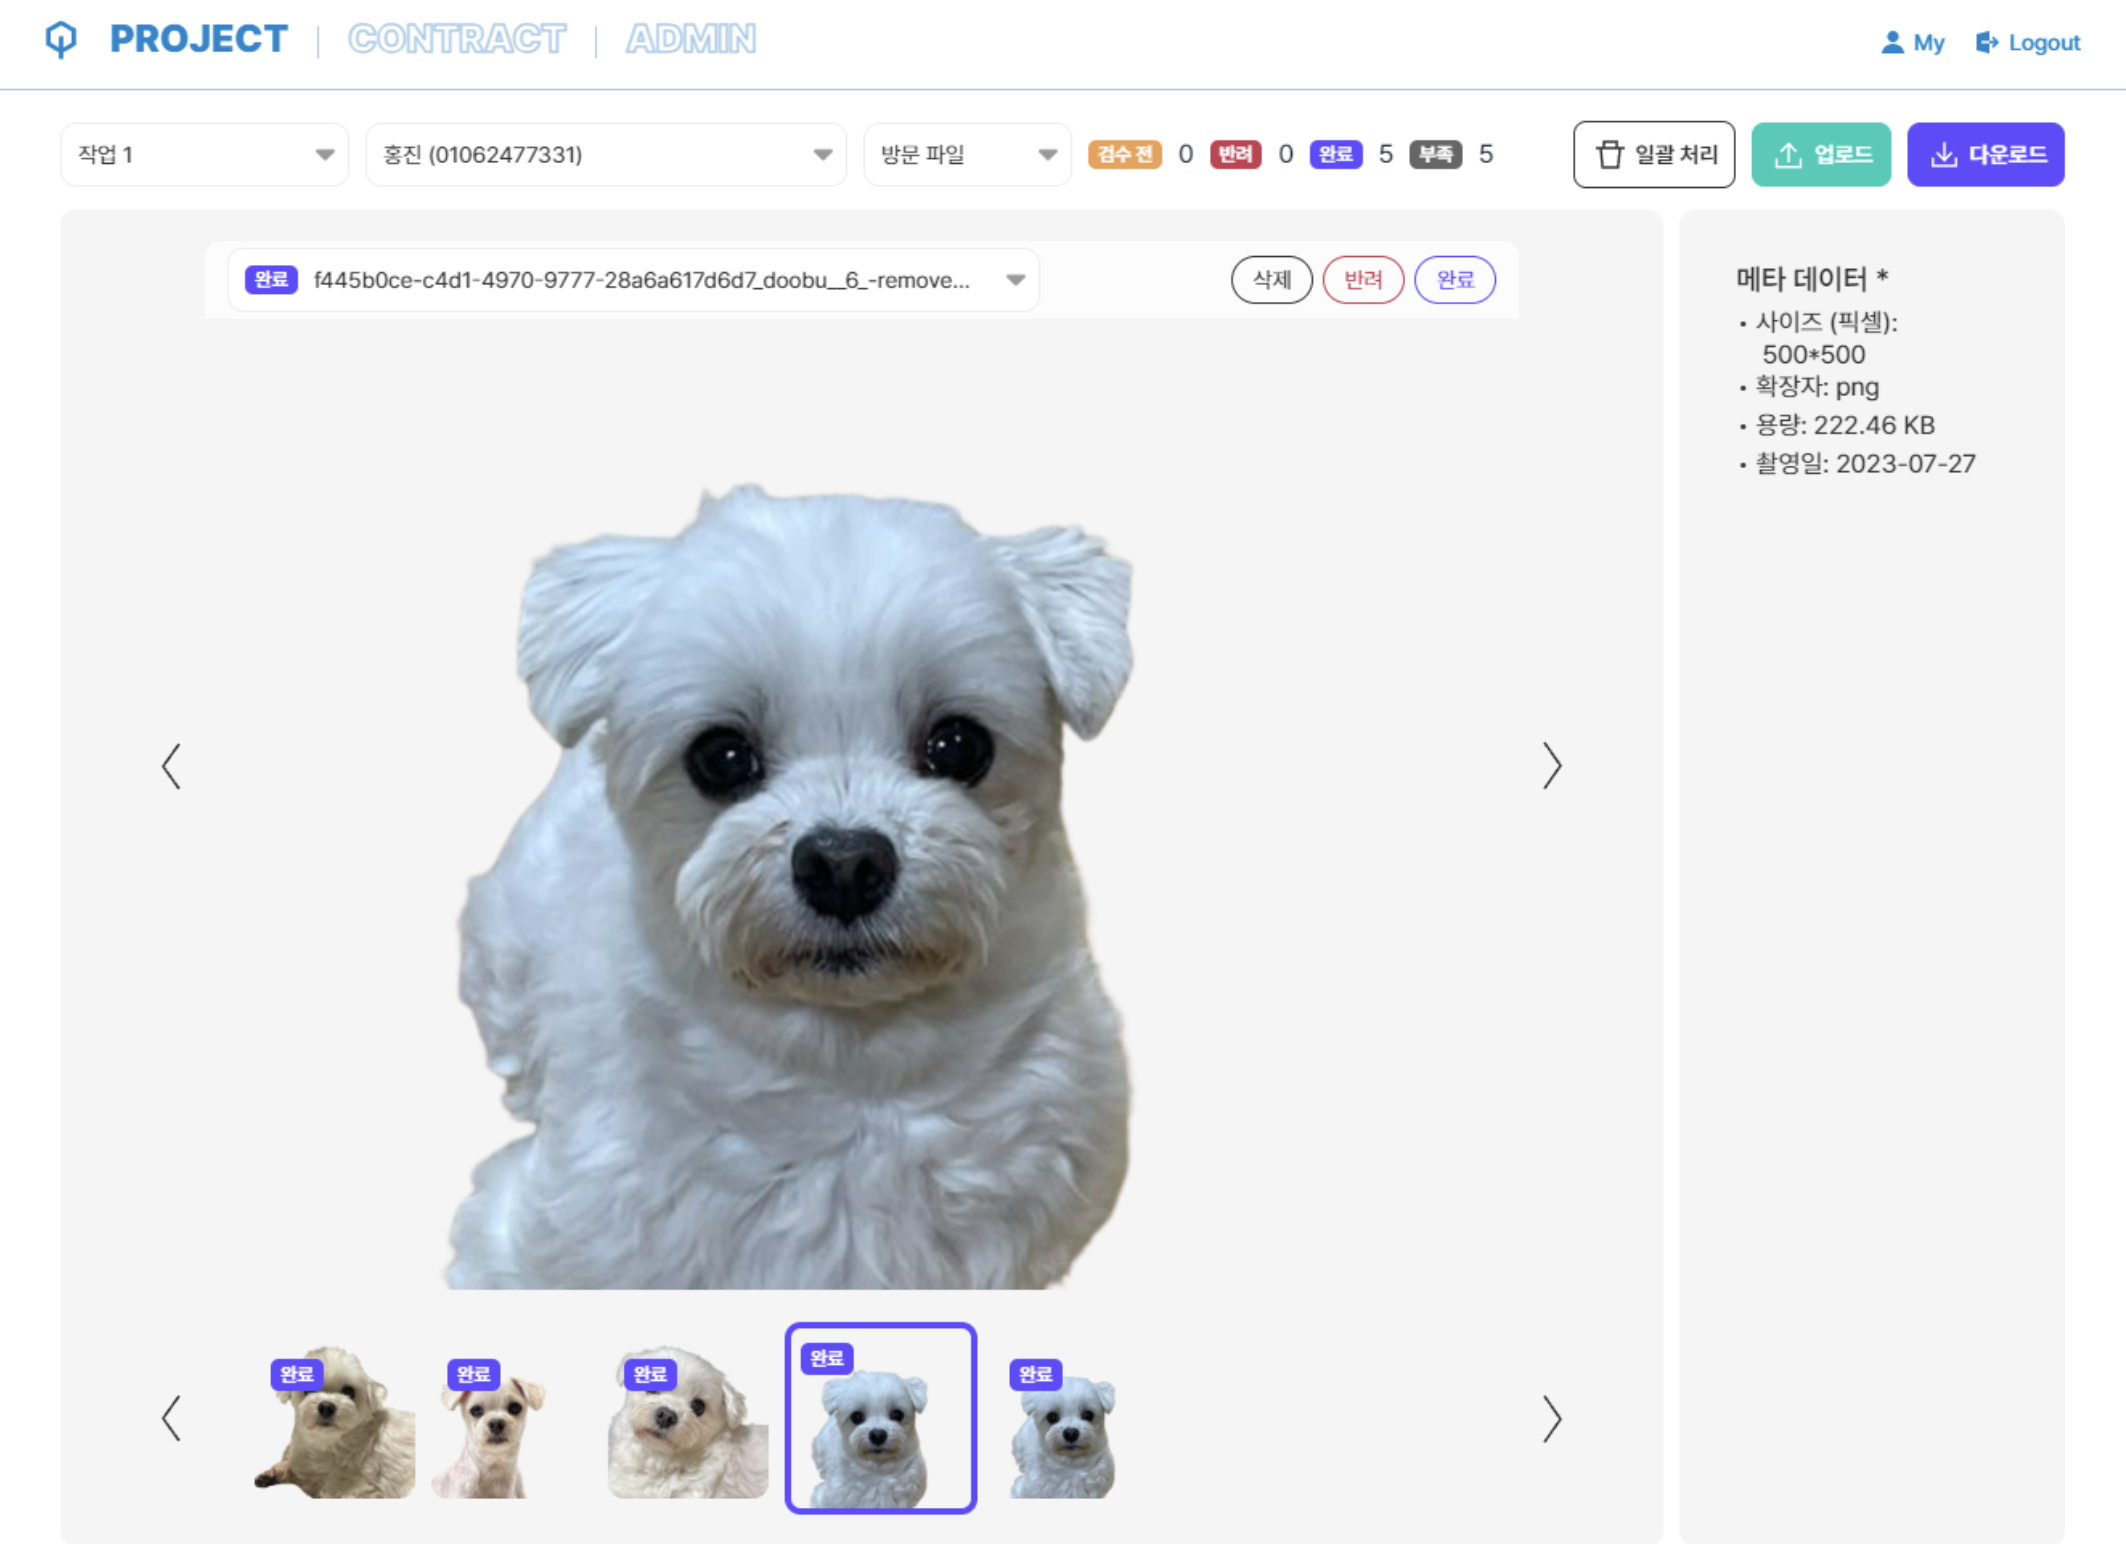 PROJECT | CONTRACT | ADMIN
My Logout
작업 1
홍진 (01062477331)
방문 파일
검수 전 0 반려 0 완료 5 부족 5
일괄 처리
업로드
다운로드
완료 f445b0ce-c4d1-4970-9777-28a6a617d6d7_doobu__6_-remove...
삭제 반려 완료
메타 데이터 *
• 사이즈 (픽셀):
500*500
• 확장자: png
• 용량: 222.46 KB
• 촬영일: 2023-07-27
완료 완료 완료 완료 완료